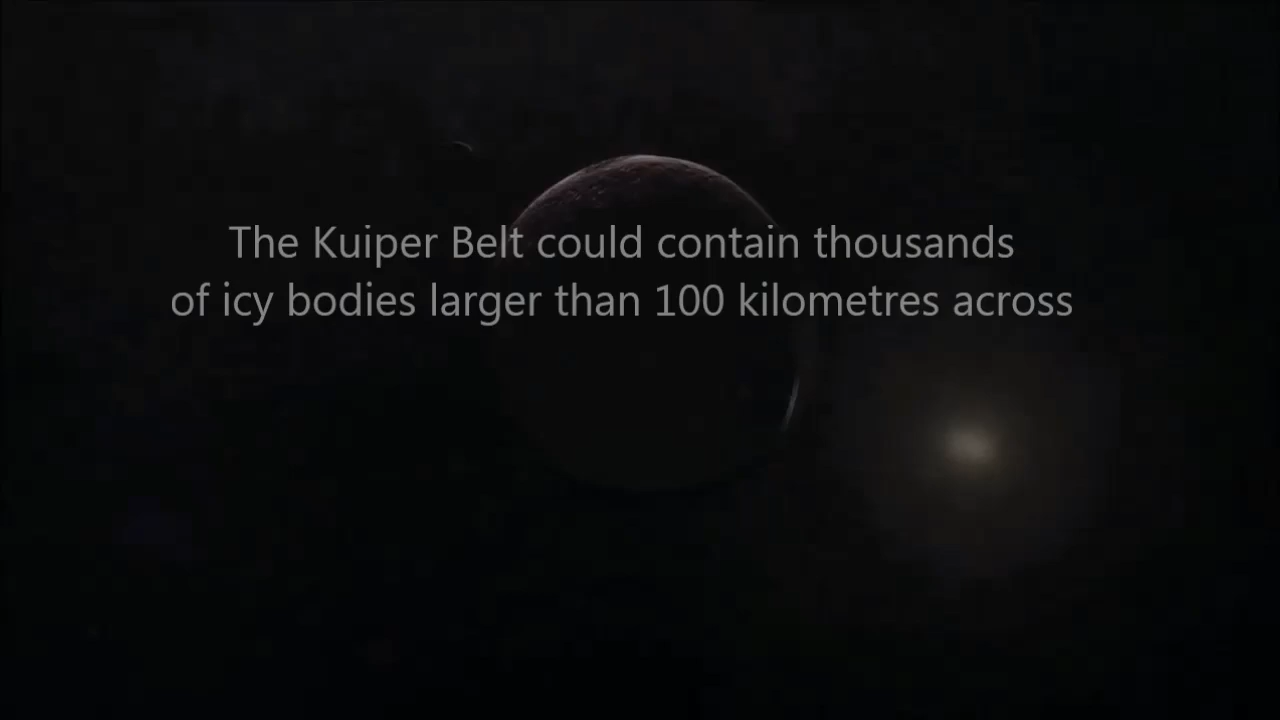 The Kuiper Belt could contain thousands
of icy bodies larger than 100 kilometres across